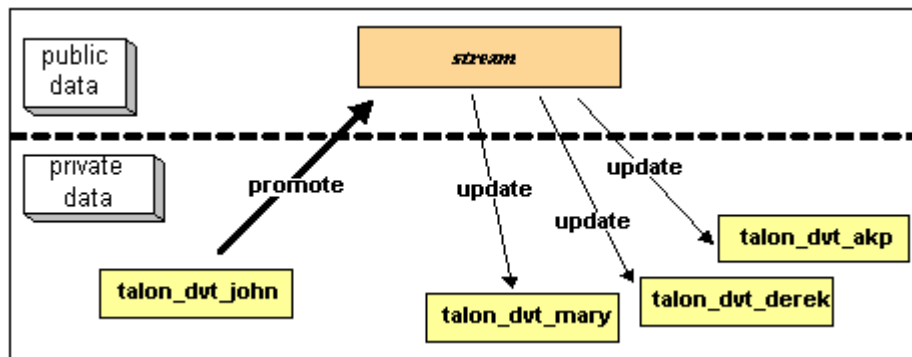 public
data
stream
private
data
promote
update
update
update
talon_dvt_john
talon_dvt_mary
talon_dvt_derek
talon_dvt_akp